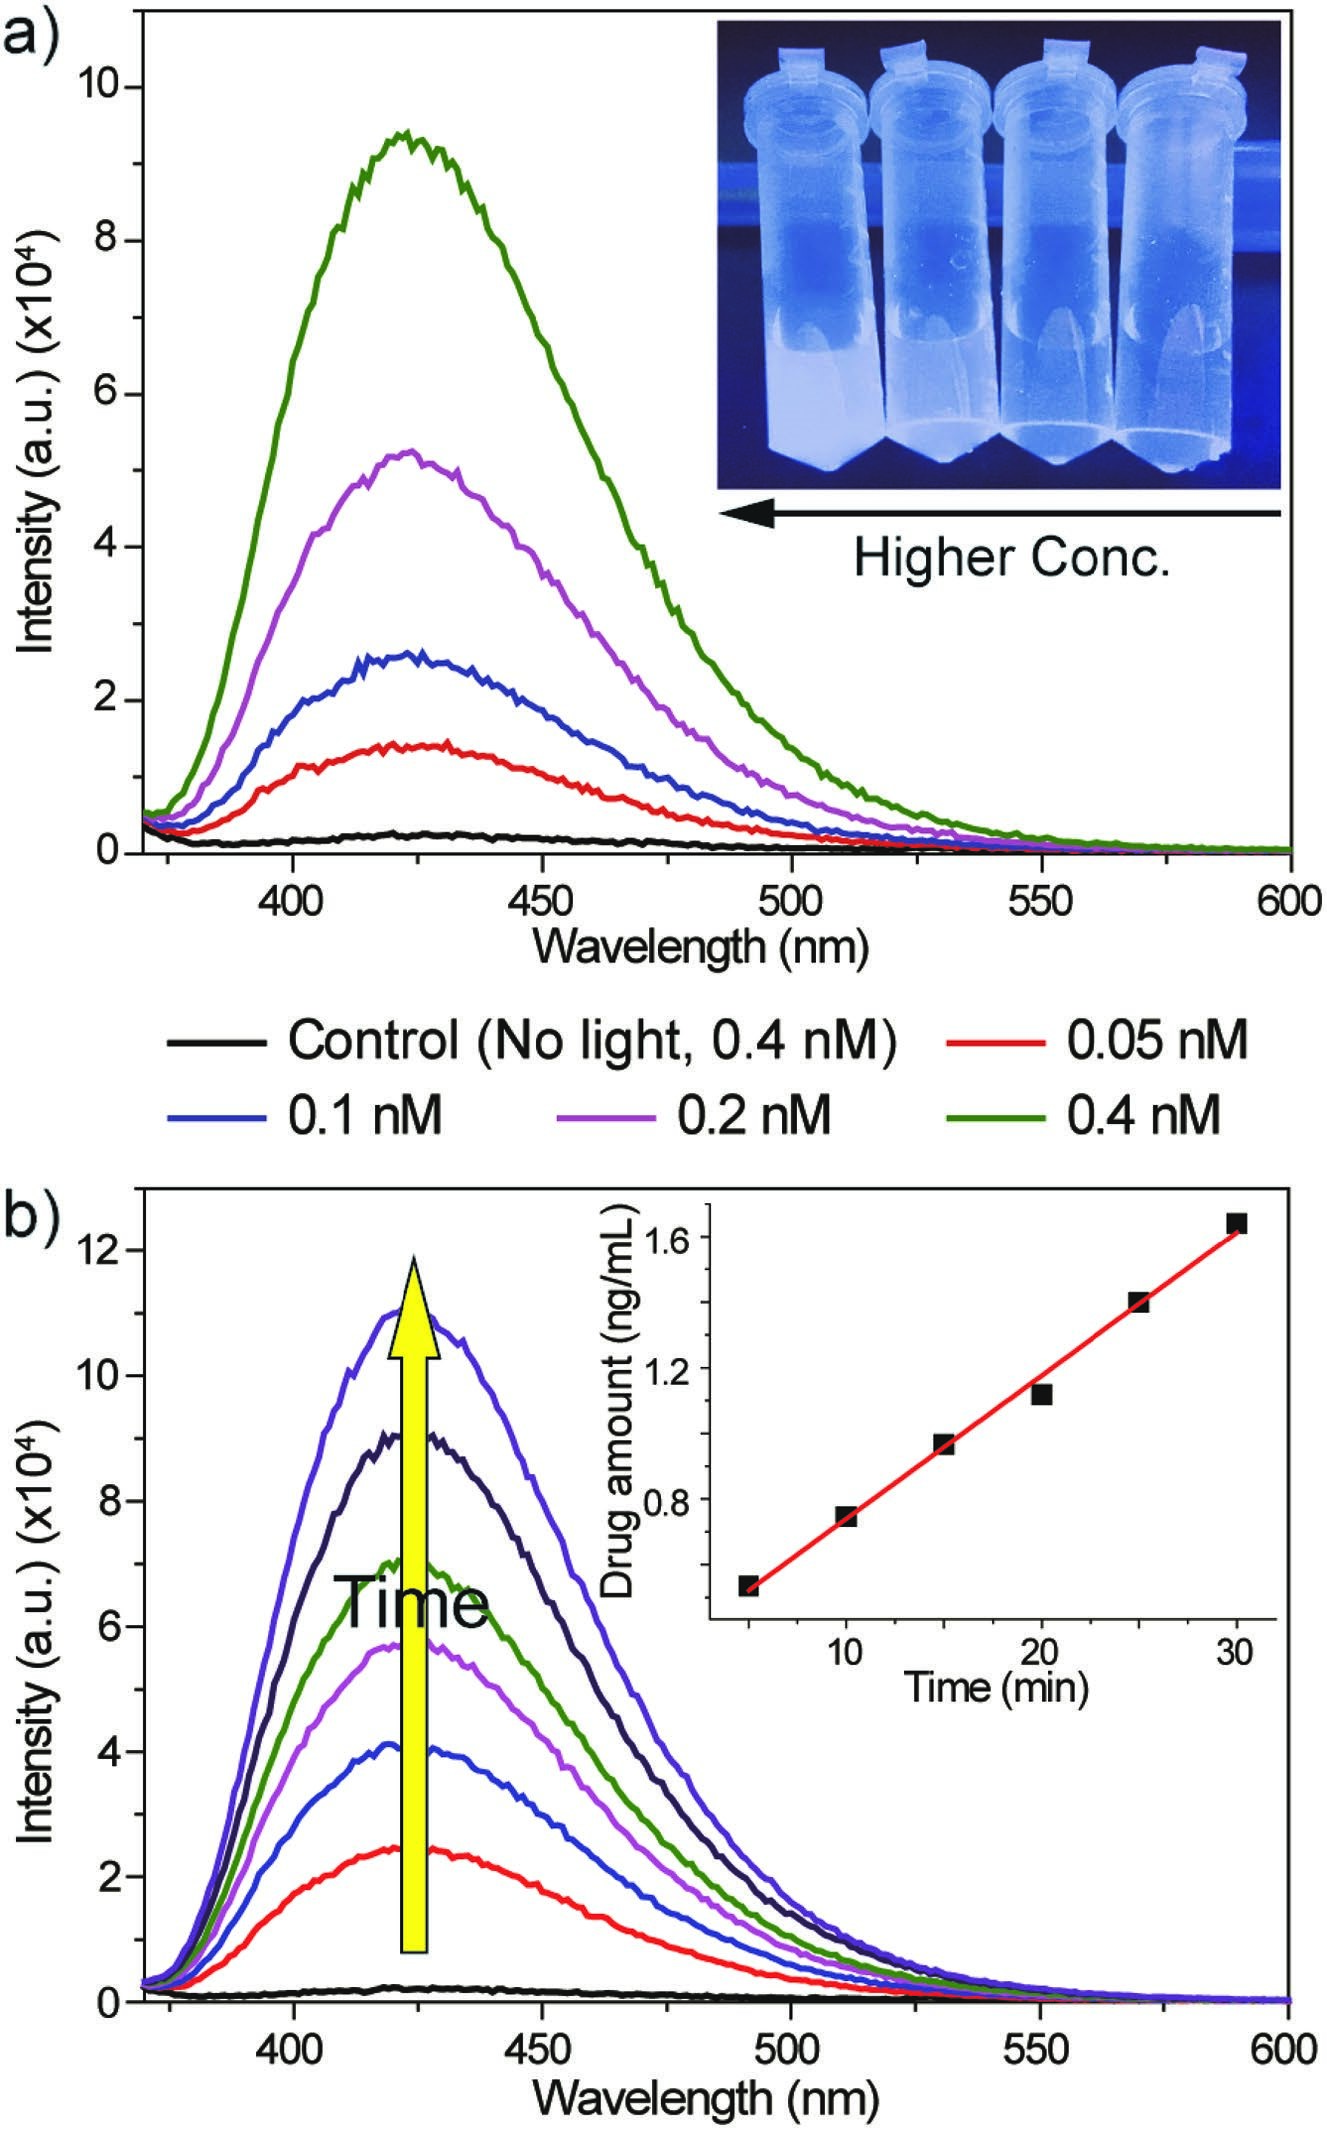 a)
Intensity (a.u.) (x10⁴)
10
8
6
4
2
0
400 450 500 550 600
Wavelength (nm)
Higher Conc.
Control (No light, 0.4 nM) 0.05 nM
0.1 nM 0.2 nM 0.4 nM
b)
Intensity (a.u.) (x10⁴)
12
10
8
6
4
2
0
400 450 500 550 600
Wavelength (nm)
Time
Drug amount (ng/mL)
1.6
1.2
0.8
10 20 30
Time (min)